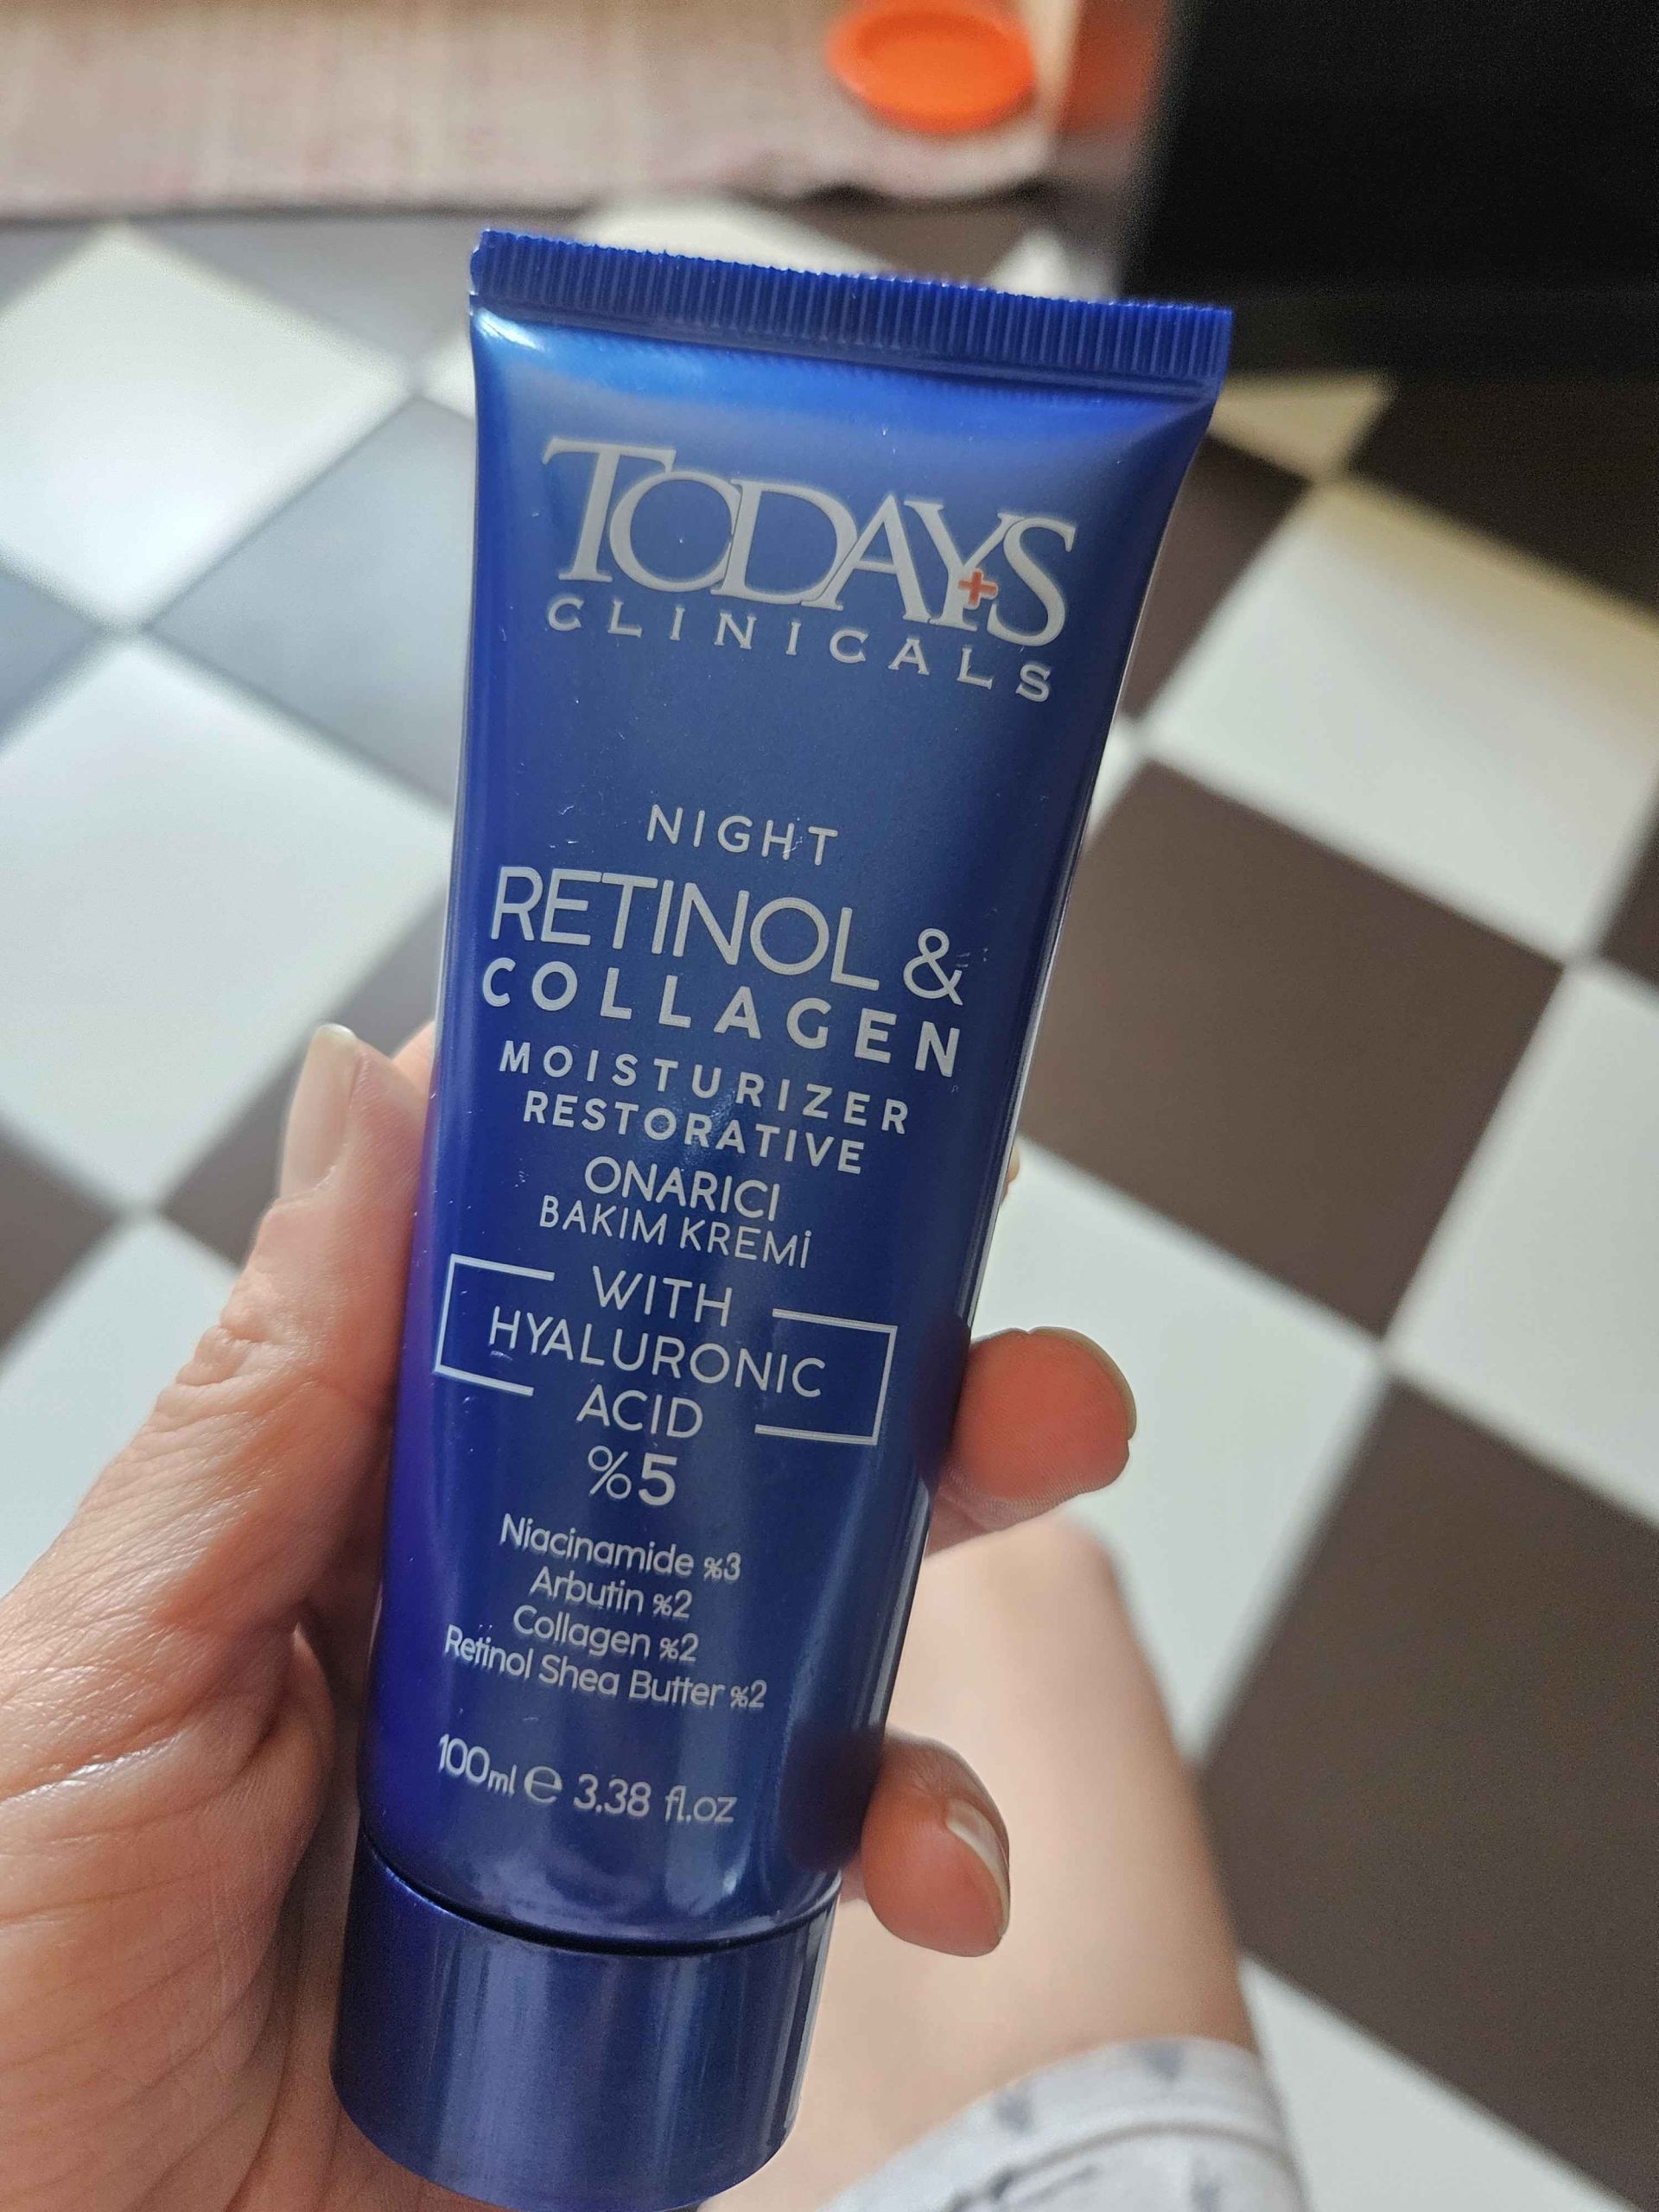 TODAYS
CLINICALS
NIGHT
RETINOL &
COLLAGEN
MOISTURIZER
RESTORATIVE
ONARICI
BAKIM KREMİ
WITH
HYALURONIC
ACID
%5
Niacinamide %3
Arbutin %2
Collagen %2
Retinol Shea Butter %2
100ml ℮ 3.38 fl.oz